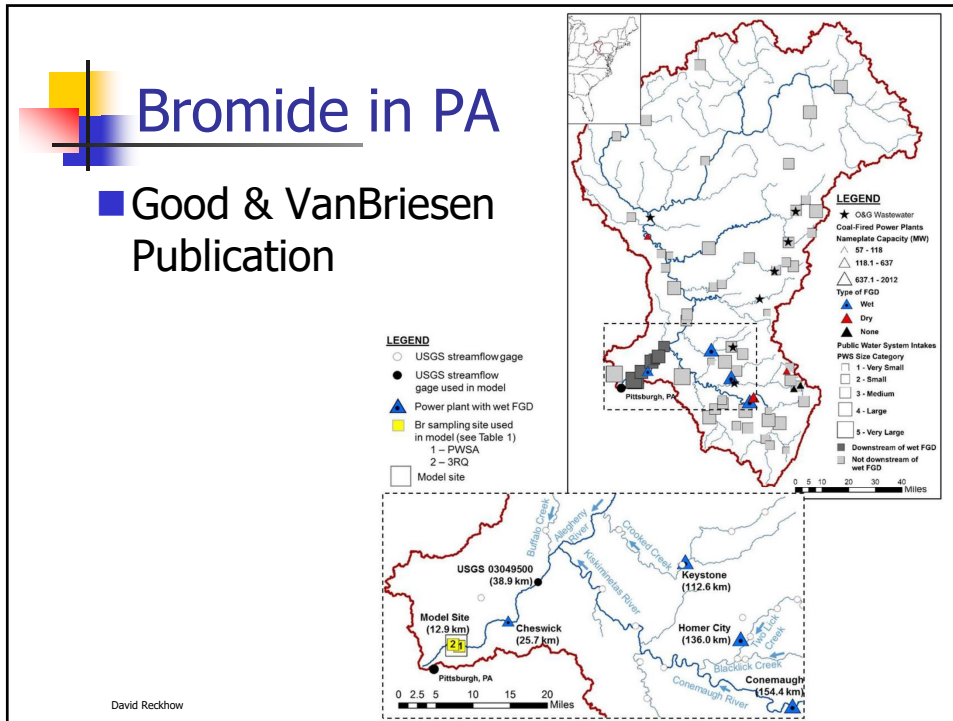 Bromide in PA
Good & VanBriesen
Publication
LEGEND
O&G Wastewater
Coal-Fired Power Plants
Nameplate Capacity (MW)
57 - 118
118.1 - 637
637.1 - 2012
Type of FGD
Wet
Dry
None
Public Water System Intakes
PWS Size Category
1 - Very Small
2 - Small
3 - Medium
4 - Large
5 - Very Large
Downstream of wet FGD
Not downstream of
wet FGD
Pittsburgh, PA
0 5 10 20 30 40
Miles
LEGEND
USGS streamflow gage
USGS streamflow
gage used in model
Power plant with wet FGD
Br sampling site used
in model (see Table 1)
1 – PWSA
2 – 3RQ
Model site
Buffalo Creek
Allegheny
River
Crooked Creek
Kiskiminetas River
USGS 03049500
(38.9 km)
Keystone
(112.6 km)
Model Site
(12.9 km)
2 1
Cheswick
(25.7 km)
Homer City
(136.0 km)
Two Lick
Creek
Blacklick Creek
Conemaugh
(154.4 km)
Conemaugh River
Pittsburgh, PA
0 2.5 5 10 15 20
Miles
David Reckhow